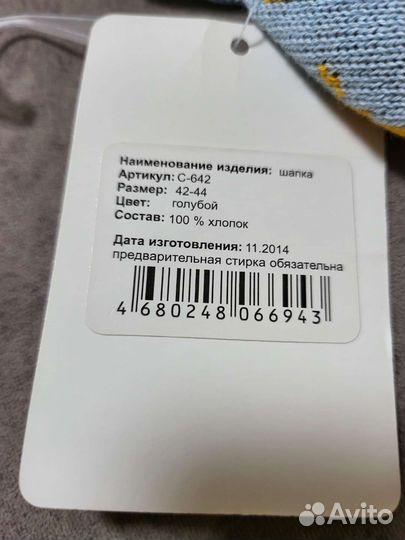 Наименование изделия: шапка
Артикул: С-642
Размер: 42-44
Цвет: голубой
Состав: 100 % хлопок
Дата изготовления: 11.2014
предварительная стирка обязательна
4 680248 066943
Avito